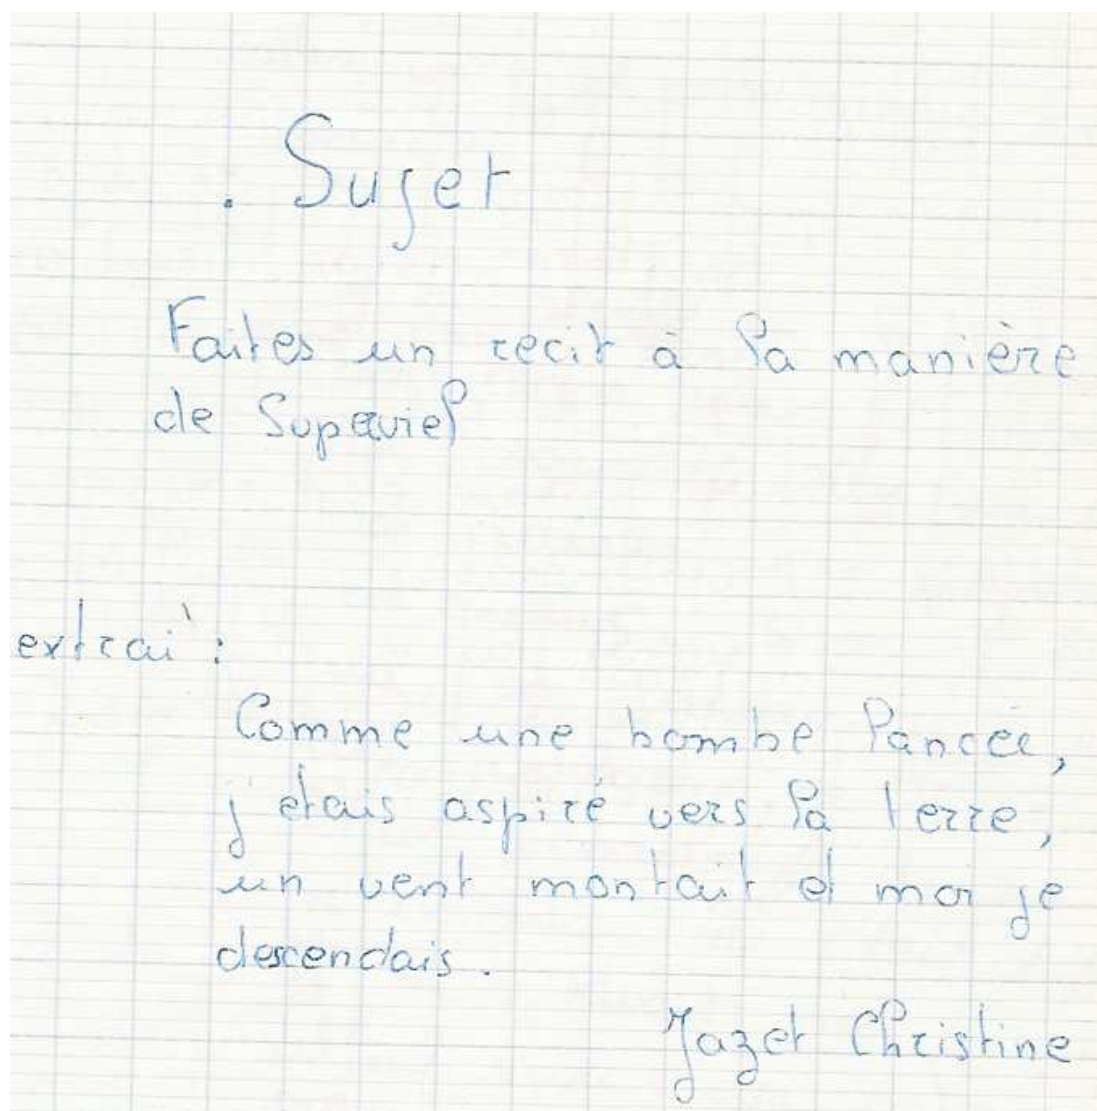 . Sujet
Faites un recit à la manière
de Superviel
extrai :
Comme une bombe lancée,
j etais aspiré vers la terre,
un vent montait et moi je
descendais.
Jazet Christine